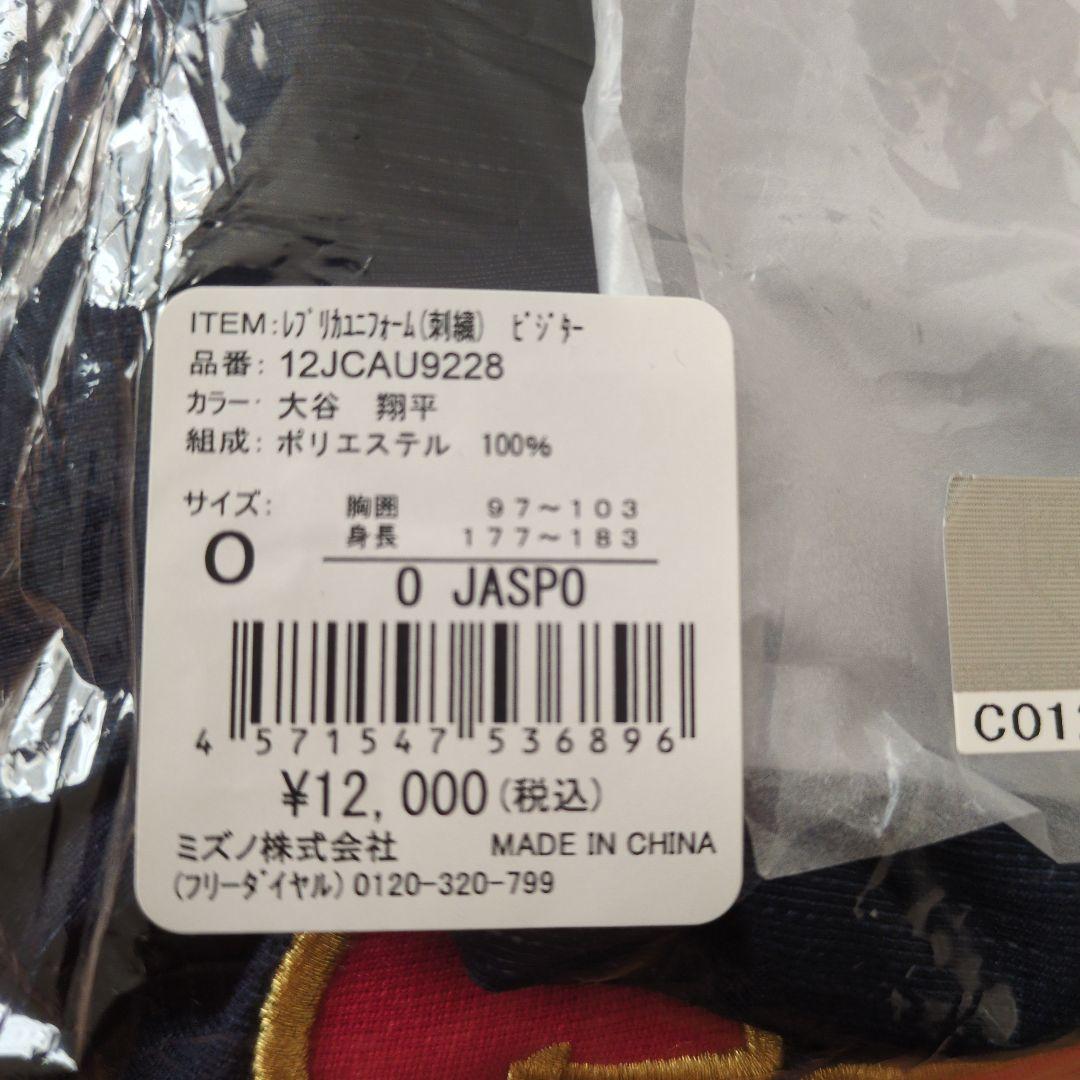 ITEM:ﾚﾌﾟﾘｶﾕﾆﾌｫｰﾑ(刺繍) ﾋﾞｼﾞﾀｰ
品番: 12JCAU9228
カラー: 大谷 翔平
組成: ポリエステル 100%
サイズ: 胸囲 97～103
身長 177～183
O
O JASPO
4 571547 536896
¥12,000(税込)
ミズノ株式会社 MADE IN CHINA
(フリーダイヤル) 0120-320-799